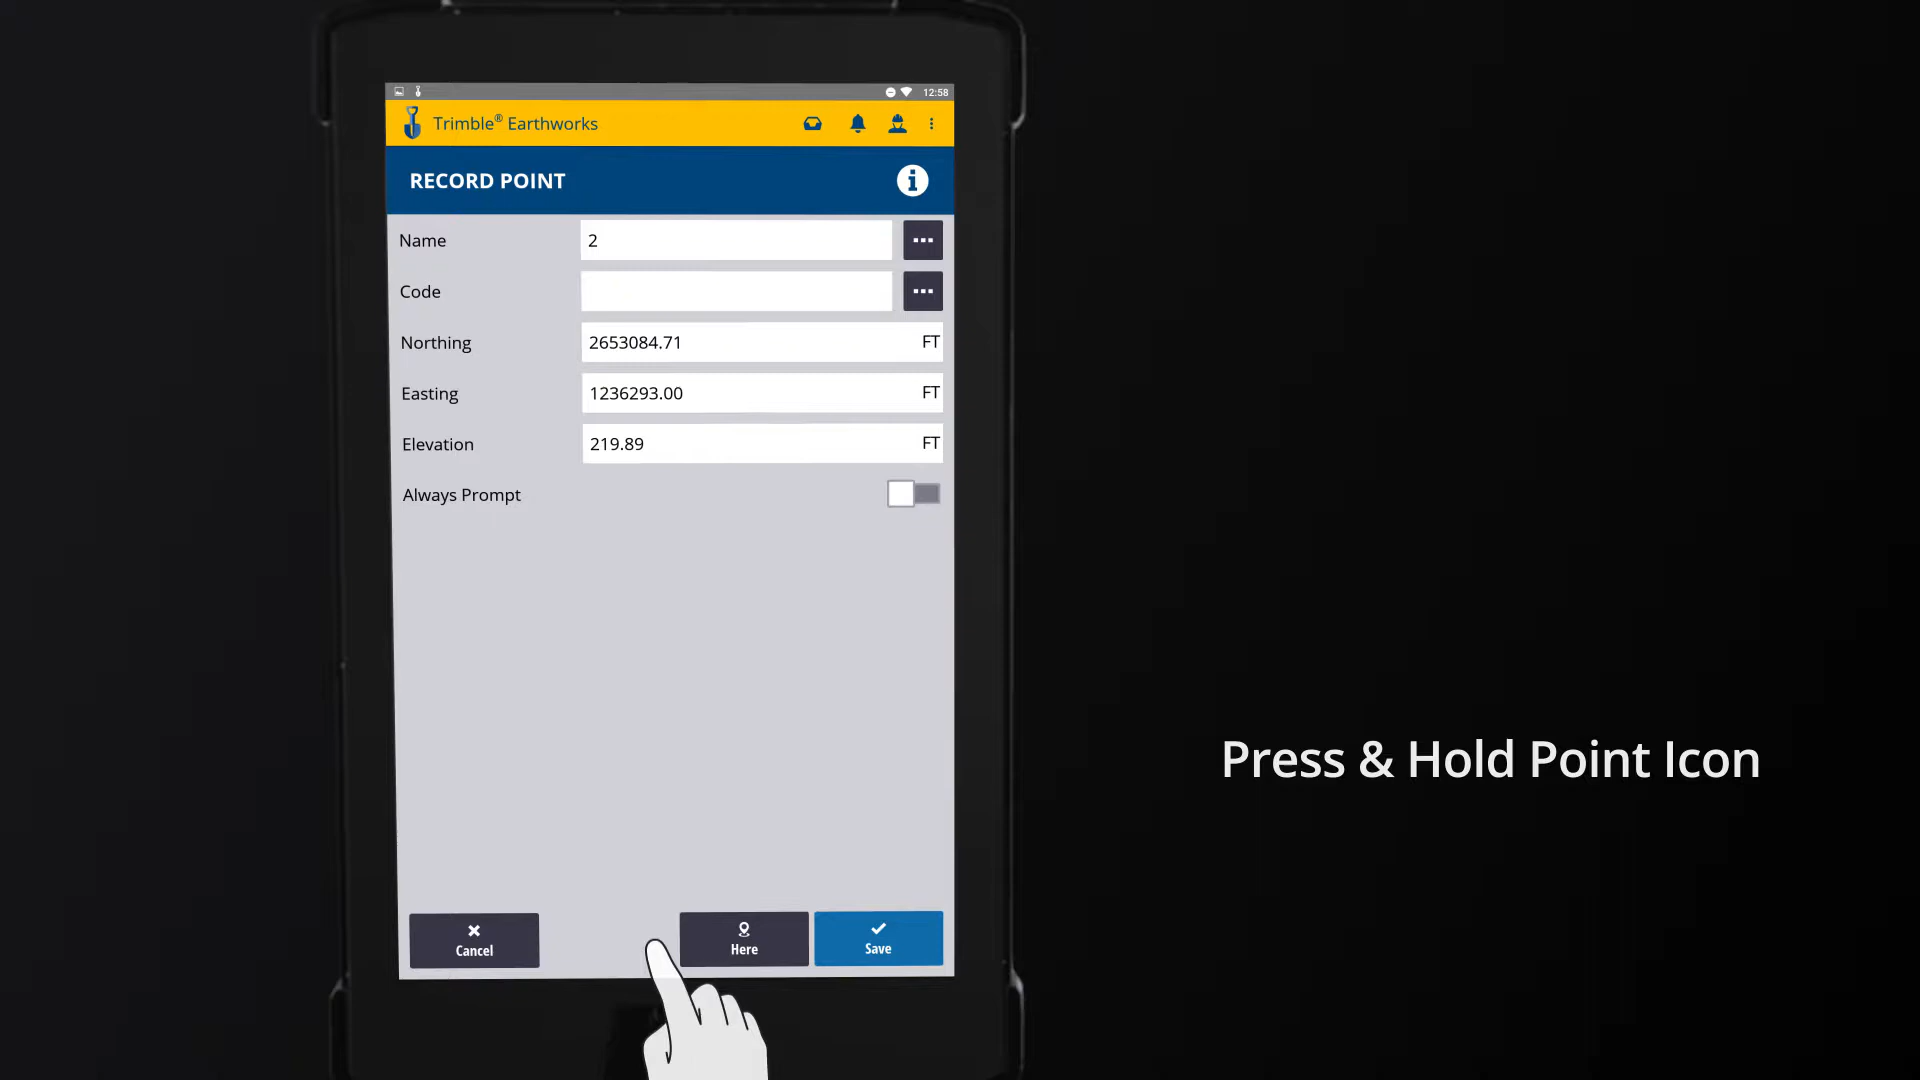 12:58
Trimble® Earthworks
RECORD POINT
Name 2
Code
Northing 2653084.71 FT
Easting 1236293.00 FT
Elevation 219.89 FT
Always Prompt
Press & Hold Point Icon
Cancel Here Save